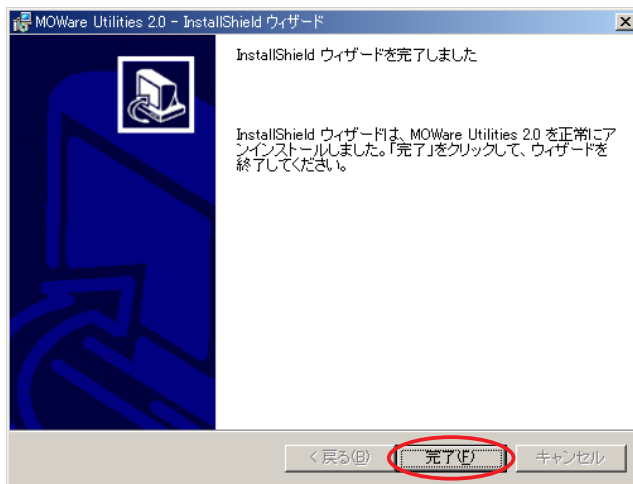 MOWare Utilities 2.0 - InstallShield ウィザード
InstallShield ウィザードを完了しました
InstallShield ウィザードは、MOWare Utilities 2.0 を正常にア
ンインストールしました。「完了」をクリックして、ウィザードを
終了してください。
< 戻る(B)
完了(F)
キャンセル